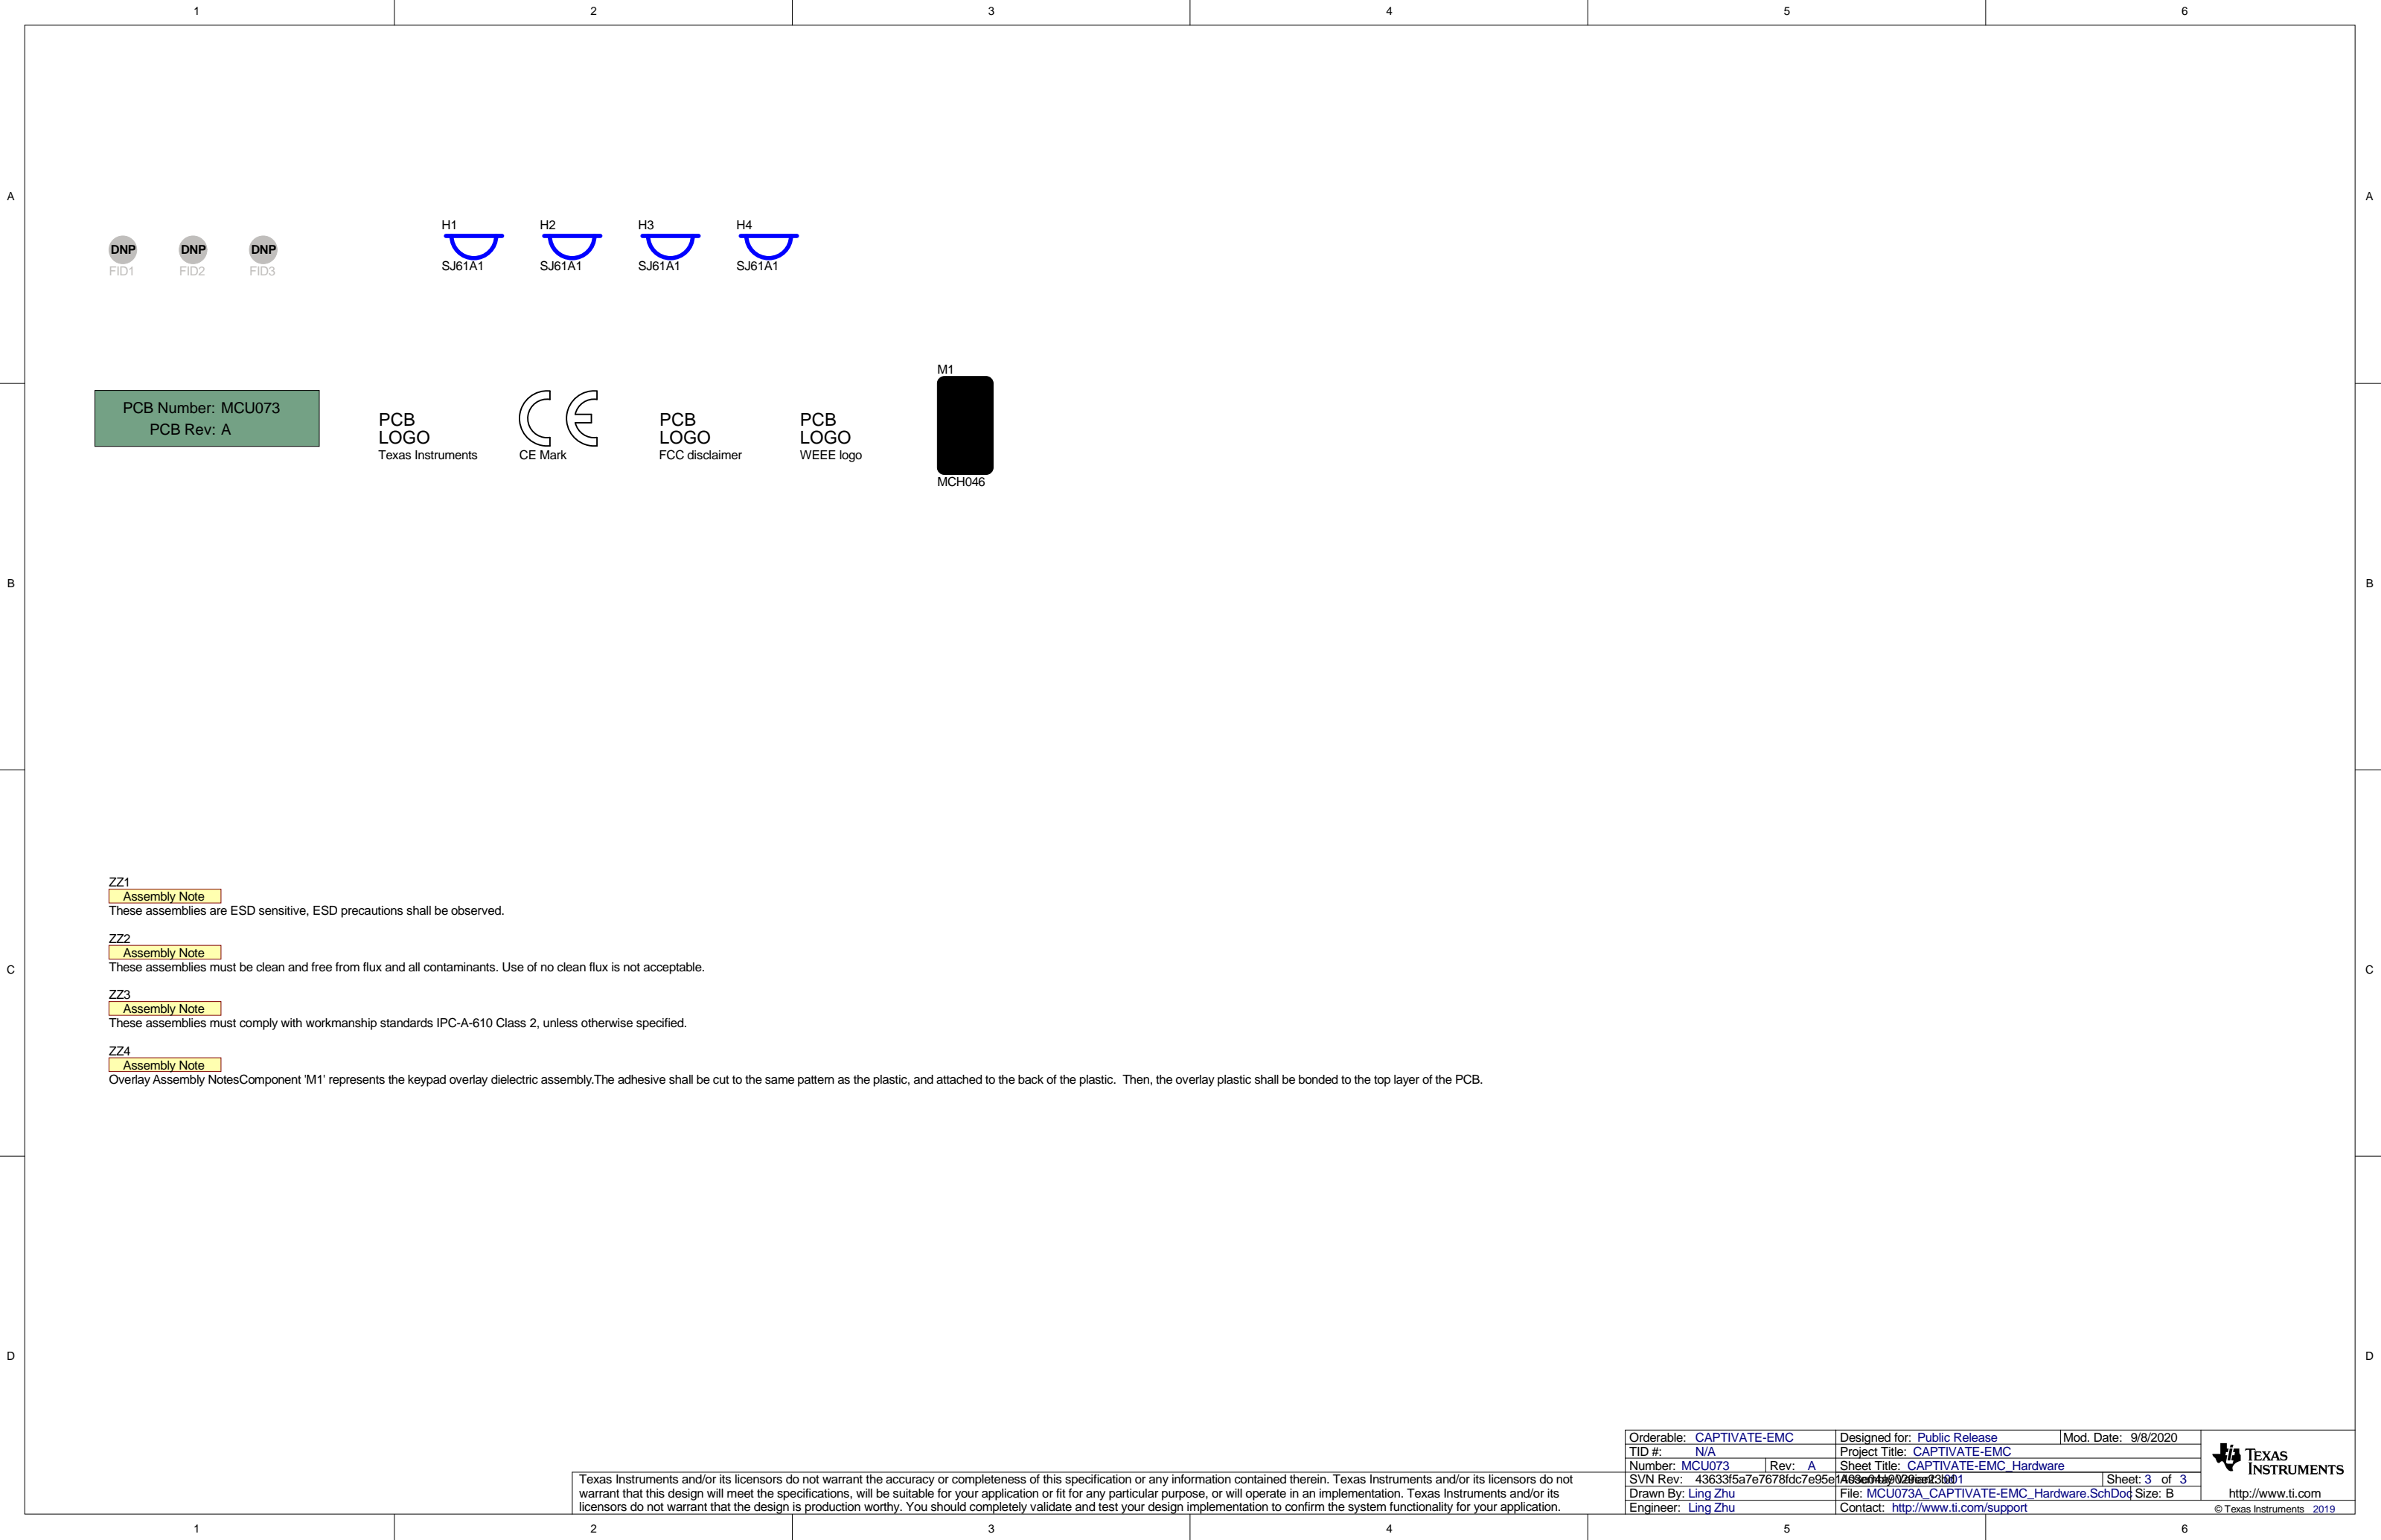 1 2 3 4 5 6
A A
H1 H2 H3 H4
DNP DNP DNP
FID1 FID2 FID3
SJ61A1 SJ61A1 SJ61A1 SJ61A1
M1
PCB Number: MCU073
PCB Rev: A
PCB
LOGO
Texas Instruments
CE Mark
PCB
LOGO
FCC disclaimer
PCB
LOGO
WEEE logo
MCH046
B B
ZZ1
Assembly Note
These assemblies are ESD sensitive, ESD precautions shall be observed.
ZZ2
Assembly Note
These assemblies must be clean and free from flux and all contaminants. Use of no clean flux is not acceptable.
C C
ZZ3
Assembly Note
These assemblies must comply with workmanship standards IPC-A-610 Class 2, unless otherwise specified.
ZZ4
Assembly Note
Overlay Assembly NotesComponent 'M1' represents the keypad overlay dielectric assembly.The adhesive shall be cut to the same pattern as the plastic, and attached to the back of the plastic. Then, the overlay plastic shall be bonded to the top layer of the PCB.
D D
Texas Instruments and/or its licensors do not warrant the accuracy or completeness of this specification or any information contained therein. Texas Instruments and/or its licensors do not
warrant that this design will meet the specifications, will be suitable for your application or fit for any particular purpose, or will operate in an implementation. Texas Instruments and/or its
licensors do not warrant that the design is production worthy. You should completely validate and test your design implementation to confirm the system functionality for your application.
Orderable: CAPTIVATE-EMC Designed for: Public Release Mod. Date: 9/8/2020
TID #: N/A Project Title: CAPTIVATE-EMC
Number: MCU073 Rev: A Sheet Title: CAPTIVATE-EMC_Hardware
SVN Rev: Sheet: 3 of 3
Drawn By: Ling Zhu File: MCU073A_CAPTIVATE-EMC_Hardware.SchDoc Size: B
Engineer: Ling Zhu Contact: http://www.ti.com/support
TEXAS
INSTRUMENTS
http://www.ti.com
© Texas Instruments 2019
1 2 3 4 5 6